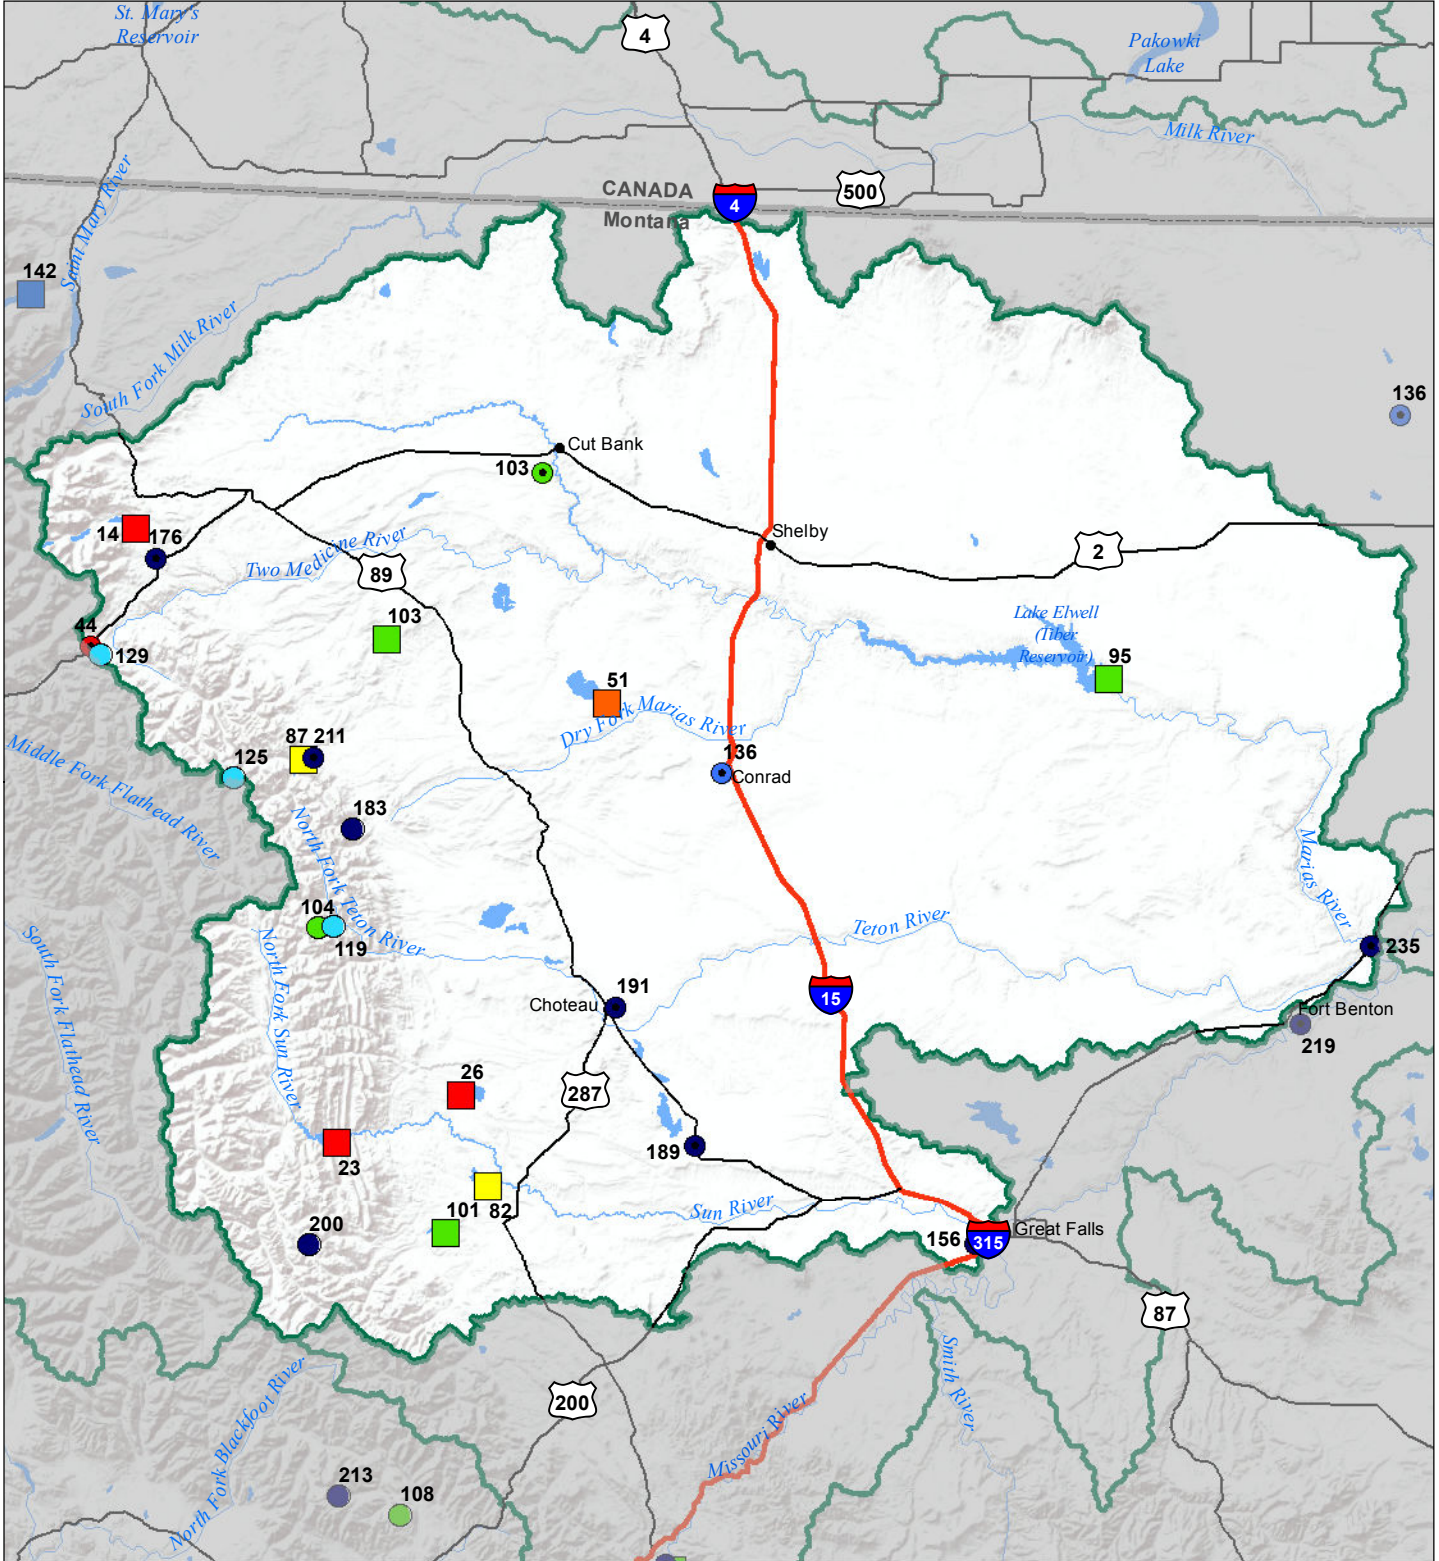 St. Mary's
Reservoir
4
Pakowki
Lake
Milk River
Saint Mary River
CANADA
Montana
4
500
142
South Fork Milk River
136
Cut Bank
103
14
176
Shelby
2
Two Medicine River
89
103
Lake Elwell
(Tiber
Reservoir)
44
129
95
51
Dry Fork Marias River
Middle Fork Flathead River
125
87
211
136
Conrad
183
North Fork Teton River
Marias River
104
119
Teton River
South Fork Flathead River
North Fork Sun River
235
191
Choteau
15
Fort Benton
219
26
287
23
189
82
101
Sun River
200
156
315
Great Falls
87
Smith River
200
North Fork Blackfoot River
Missouri River
213
108